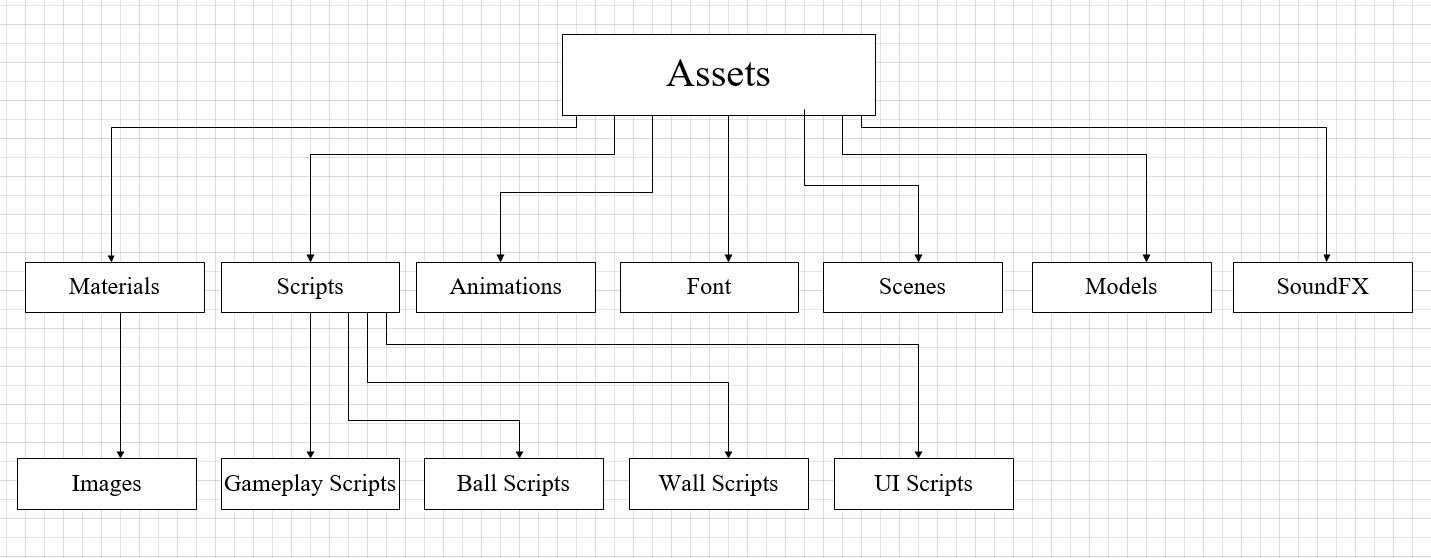 Assets
Materials
Scripts
Animations
Font
Scenes
Models
SoundFX
Images
Gameplay Scripts
Ball Scripts
Wall Scripts
UI Scripts